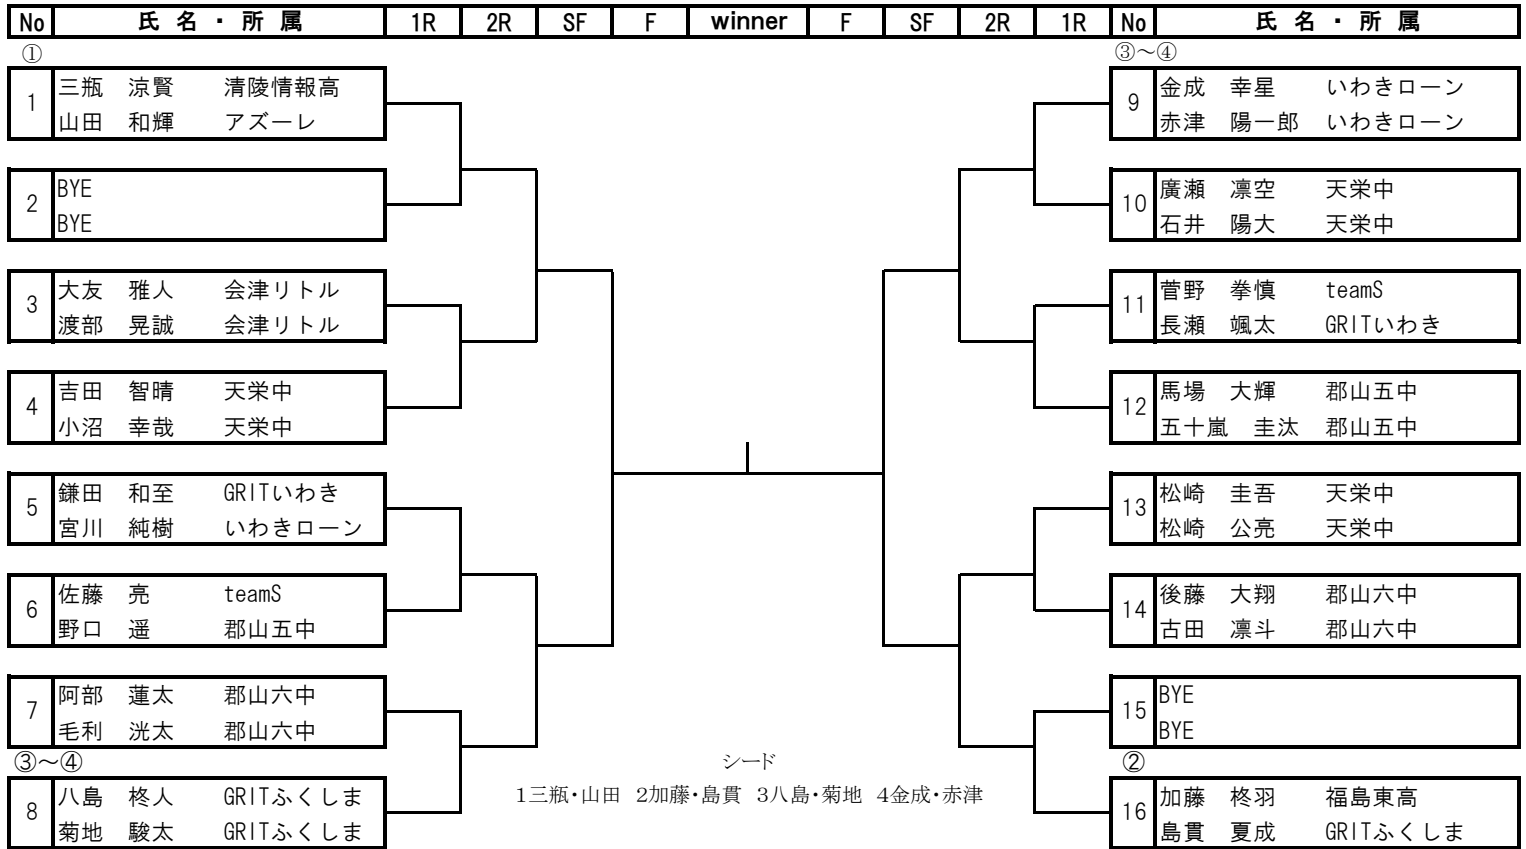 No 氏 名 ・ 所 属 1R 2R SF F winner F SF 2R 1R No 氏 名 ・ 所 属
①
1 三瓶 涼賢 清陵情報高
山田 和輝 アズーレ
2 BYE
BYE
3 大友 雅人 会津リトル
渡部 晃誠 会津リトル
4 吉田 智晴 天栄中
小沼 幸哉 天栄中
5 鎌田 和至 GRITいわき
宮川 純樹 いわきローン
6 佐藤 亮 teamS
野口 遥 郡山五中
7 阿部 蓮太 郡山六中
毛利 洸太 郡山六中
③～④
8 八島 柊人 GRITふくしま
菊地 駿太 GRITふくしま
③～④
9 金成 幸星 いわきローン
赤津 陽一郎 いわきローン
10 廣瀬 凛空 天栄中
石井 陽大 天栄中
11 菅野 拳慎 teamS
長瀬 颯太 GRITいわき
12 馬場 大輝 郡山五中
五十嵐 圭汰 郡山五中
13 松崎 圭吾 天栄中
松崎 公亮 天栄中
14 後藤 大翔 郡山六中
古田 凛斗 郡山六中
15 BYE
BYE
②
16 加藤 柊羽 福島東高
島貫 夏成 GRITふくしま
シード
1三瓶・山田 2加藤・島貫 3八島・菊地 4金成・赤津